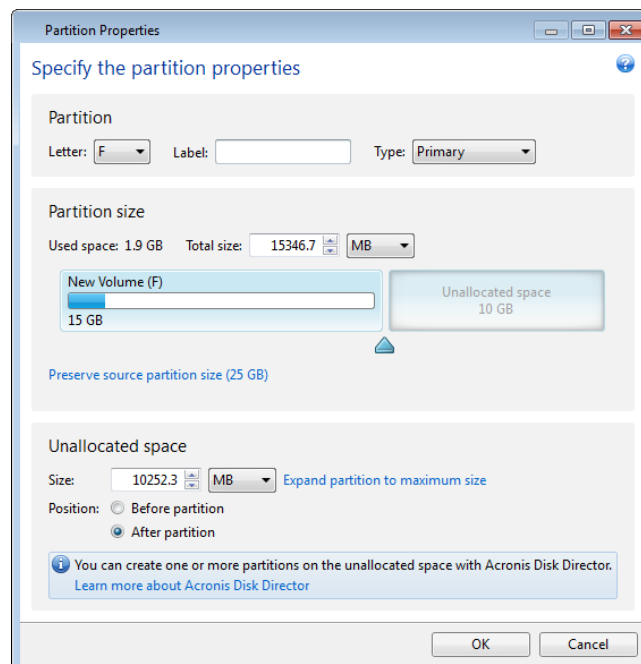 Partition Properties
Specify the partition properties
Partition
Letter: F Label: Type: Primary
Partition size
Used space: 1.9 GB Total size: 15346.7 MB
New Volume (F)
15 GB
Unallocated space
10 GB
Preserve source partition size (25 GB)
Unallocated space
Size: 10252.3 MB Expand partition to maximum size
Position: Before partition
After partition
You can create one or more partitions on the unallocated space with Acronis Disk Director.
Learn more about Acronis Disk Director
OK Cancel